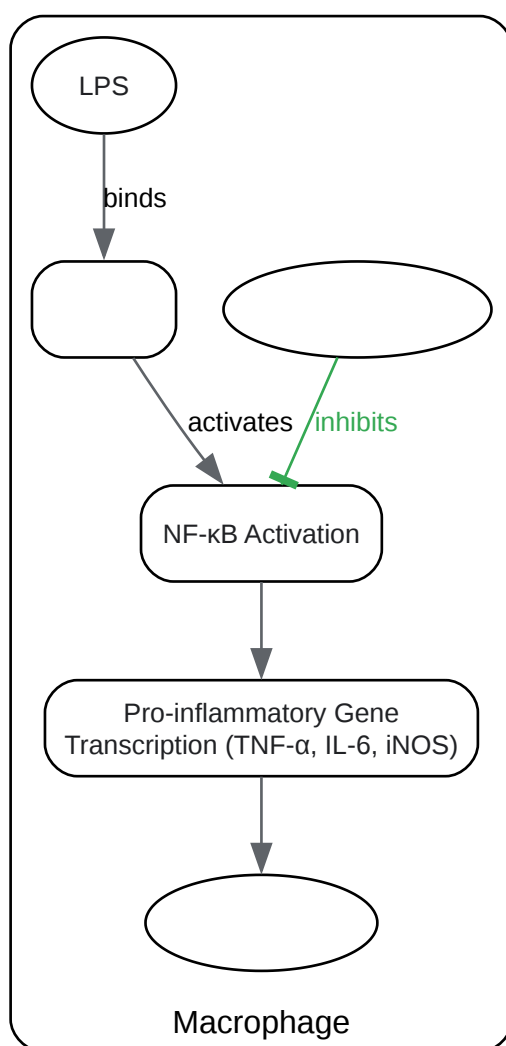 LPS
binds
activates
inhibits
NF-κB Activation
Pro-inflammatory Gene
Transcription (TNF-α, IL-6, iNOS)
Macrophage